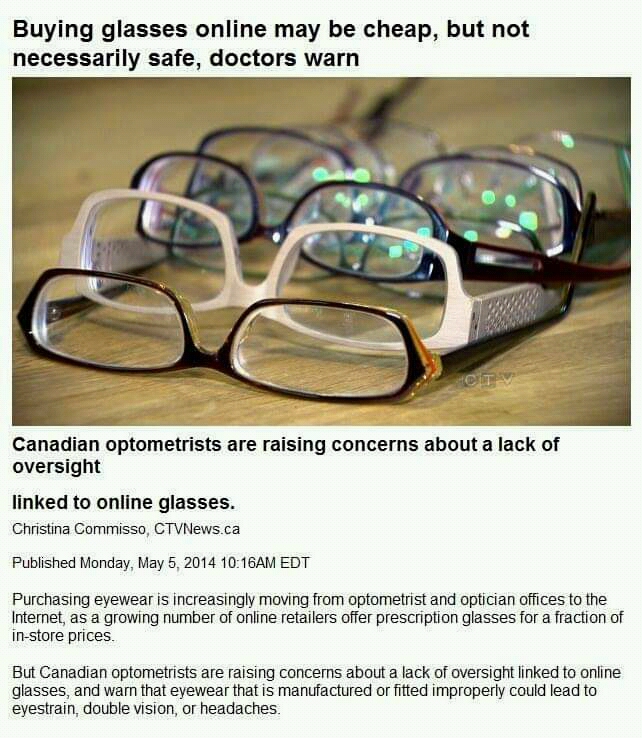 Buying glasses online may be cheap, but not
necessarily safe, doctors warn
CTV
Canadian optometrists are raising concerns about a lack of
oversight
linked to online glasses.
Christina Commisso, CTVNews.ca
Published Monday, May 5, 2014 10:16AM EDT
Purchasing eyewear is increasingly moving from optometrist and optician offices to the
Internet, as a growing number of online retailers offer prescription glasses for a fraction of
in-store prices.
But Canadian optometrists are raising concerns about a lack of oversight linked to online
glasses, and warn that eyewear that is manufactured or fitted improperly could lead to
eyestrain, double vision, or headaches.